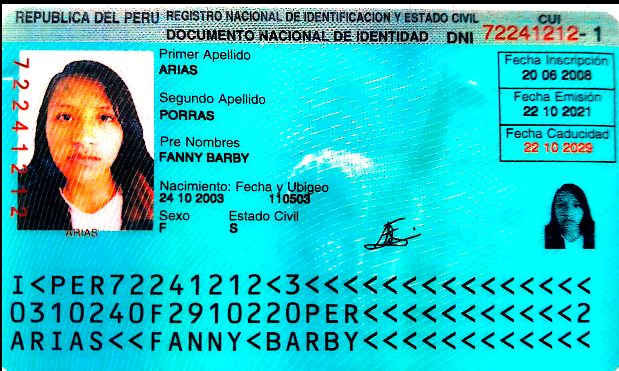 REPUBLICA DEL PERU REGISTRO NACIONAL DE IDENTIFICACION Y ESTADO CIVIL CUI
DOCUMENTO NACIONAL DE IDENTIDAD DNI 72241212-1
Primer Apellido
ARIAS
Segundo Apellido
PORRAS
Pre Nombres
FANNY BARBY
Nacimiento: Fecha y Ubigeo
24 10 2003 110503
Sexo Estado Civil
F S
Fecha Inscripción
20 06 2008
Fecha Emisión
22 10 2021
Fecha Caducidad
22 10 2029
72241212
ARIAS
I<PER72241212<3<<<<<<<<<<<<<<<
0310240F2910220PER<<<<<<<<<<<2
ARIAS<<FANNY<BARBY<<<<<<<<<<<<